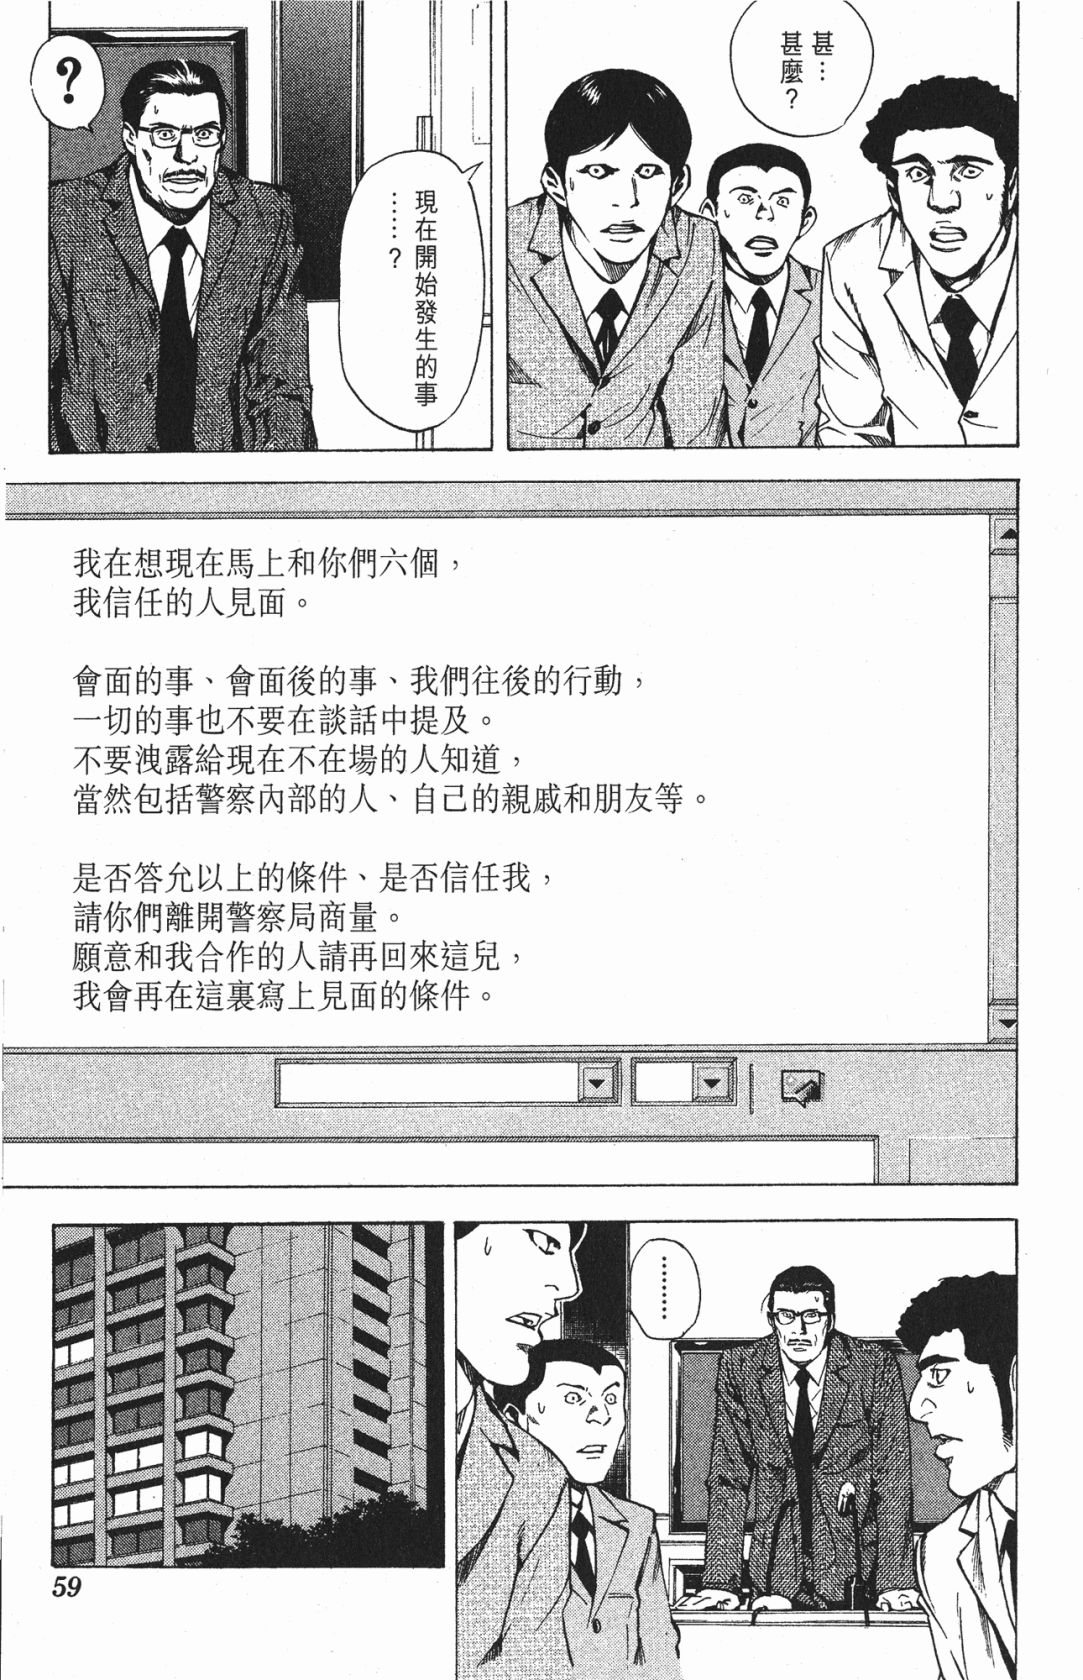 甚⋯
甚麼？
現在開始發生的事
⋯⋯？
？
我在想現在馬上和你們六個，
我信任的人見面。
會面的事、會面後的事、我們往後的行動，
一切的事也不要在談話中提及。
不要洩露給現在不在場的人知道，
當然包括警察內部的人、自己的親戚和朋友等。
是否答允以上的條件、是否信任我，
請你們離開警察局商量。
願意和我合作的人請再回來這兒，
我會再在這裏寫上見面的條件。
⋯⋯⋯
59